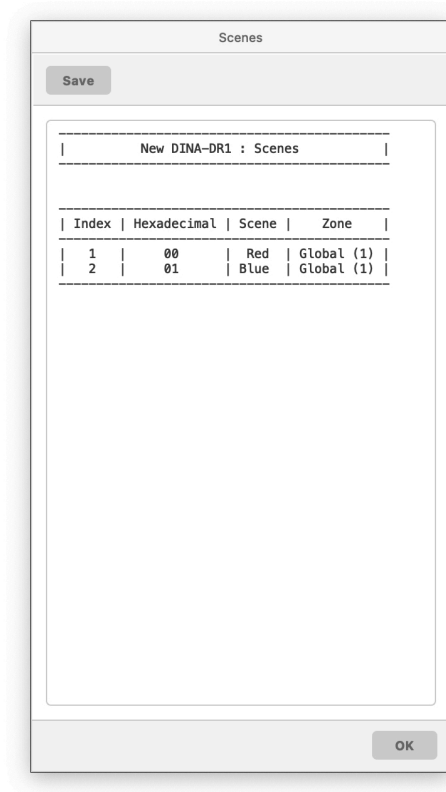 Scenes
Save
| New DINA-DR1 : Scenes |
| Index | Hexadecimal | Scene | Zone |
| 1 | 00 | Red | Global (1) |
| 2 | 01 | Blue | Global (1) |
OK